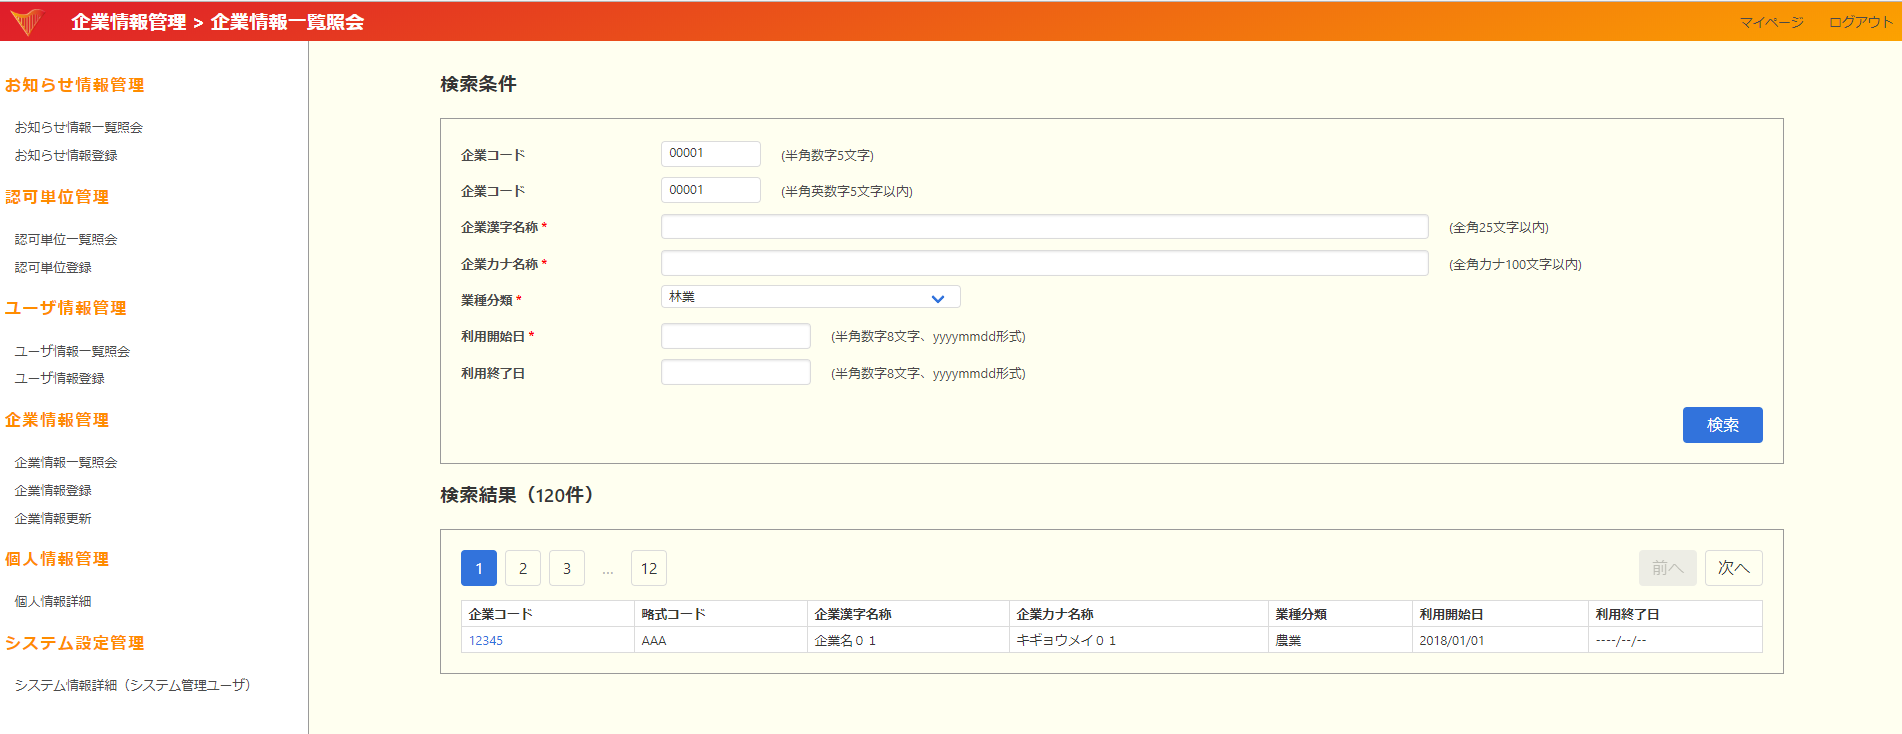 企業情報管理 > 企業情報一覧照会
マイページ ログアウト
お知らせ情報管理
お知らせ情報一覧照会
お知らせ情報登録
認可単位管理
認可単位一覧照会
認可単位登録
ユーザ情報管理
ユーザ情報一覧照会
ユーザ情報登録
企業情報管理
企業情報一覧照会
企業情報登録
企業情報更新
個人情報管理
個人情報詳細
システム設定管理
システム情報詳細（システム管理ユーザ）
検索条件
企業コード 00001 (半角数字5文字)
企業コード 00001 (半角英数字5文字以内)
企業漢字名称 * (全角25文字以内)
企業カナ名称 * (全角カナ100文字以内)
業種分類 * 林業
利用開始日 * (半角数字8文字、yyyymmdd形式)
利用終了日 (半角数字8文字、yyyymmdd形式)
検索
検索結果（120件）
1 2 3 … 12 前へ 次へ
企業コード 略式コード 企業漢字名称 企業カナ名称 業種分類 利用開始日 利用終了日
12345 AAA 企業名０１ キギョウメイ０１ 農業 2018/01/01 ----/--/--